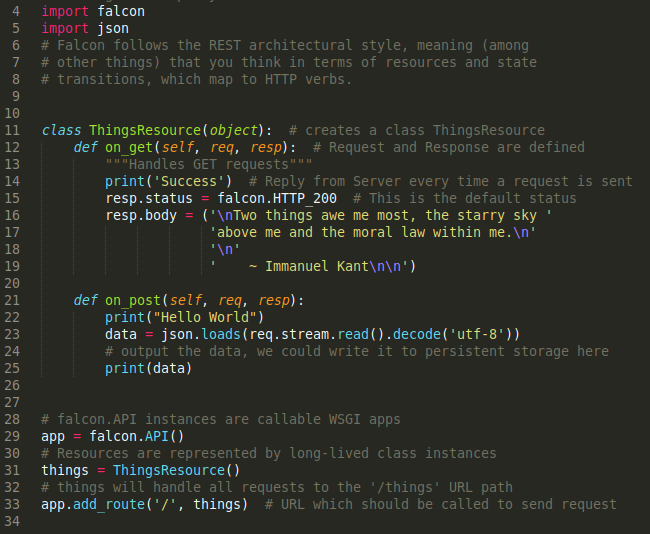 4 import falcon
5 import json
6 # Falcon follows the REST architectural style, meaning (among
7 # other things) that you think in terms of resources and state
8 # transitions, which map to HTTP verbs.
9
10
11 class ThingsResource(object):  # creates a class ThingsResource
12     def on_get(self, req, resp):  # Request and Response are defined
13         """Handles GET requests"""
14         print('Success')  # Reply from Server every time a request is sent
15         resp.status = falcon.HTTP_200  # This is the default status
16         resp.body = ('\nTwo things awe me most, the starry sky '
17                      'above me and the moral law within me.\n'
18                      '\n'
19                      '    ~ Immanuel Kant\n\n')
20
21     def on_post(self, req, resp):
22         print("Hello World")
23         data = json.loads(req.stream.read().decode('utf-8'))
24         # output the data, we could write it to persistent storage here
25         print(data)
26
27
28 # falcon.API instances are callable WSGI apps
29 app = falcon.API()
30 # Resources are represented by long-lived class instances
31 things = ThingsResource()
32 # things will handle all requests to the '/things' URL path
33 app.add_route('/', things)  # URL which should be called to send request
34